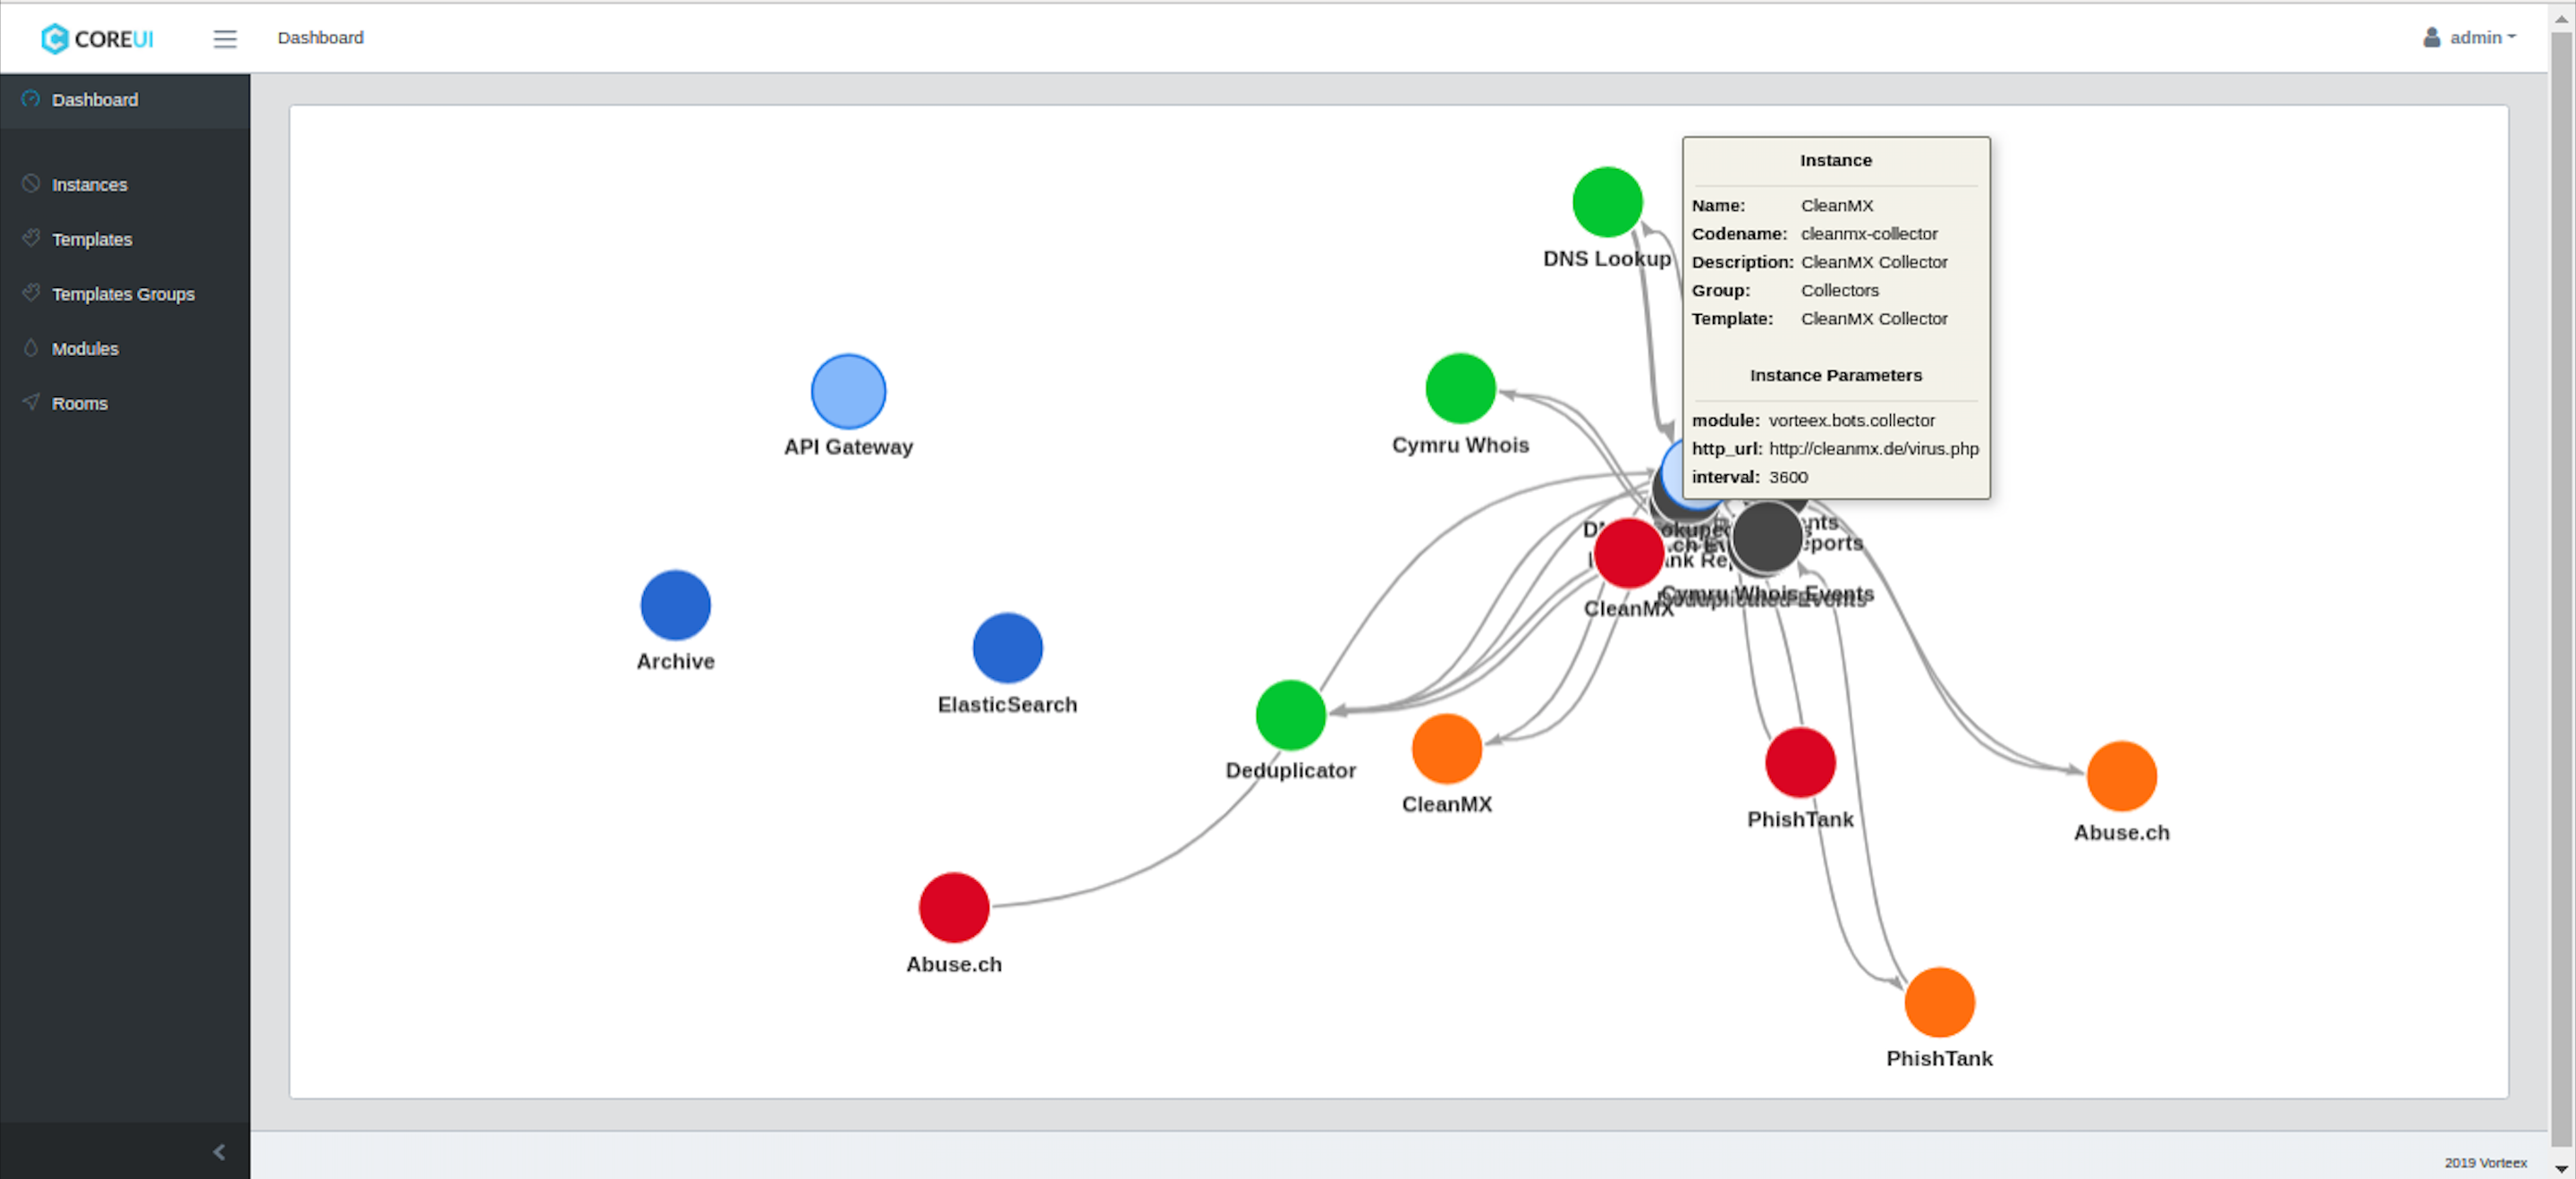 COREUI
Dashboard
admin
Dashboard
Instances
Templates
Templates Groups
Modules
Rooms
Instance
Name: CleanMX
Codename: cleanmx-collector
Description: CleanMX Collector
Group: Collectors
Template: CleanMX Collector
Instance Parameters
module: vorteex.bots.collector
http_url: http://cleanmx.de/virus.php
interval: 3600
DNS Lookup
Cymru Whois
API Gateway
CleanMX
Cymru Whois Events
Deduplicated Events
Archive
ElasticSearch
Deduplicator
CleanMX
PhishTank
Abuse.ch
Abuse.ch
PhishTank
2019 Vorteex